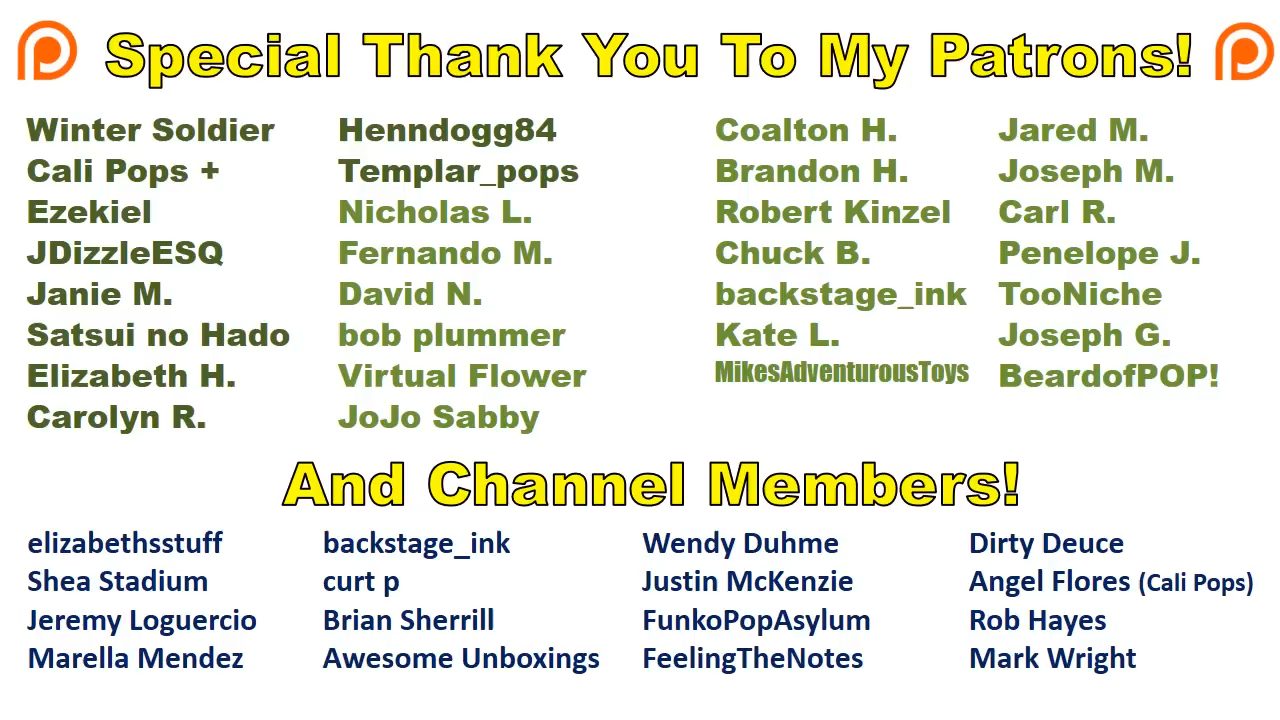 Special Thank You To My Patrons!
Winter Soldier
Cali Pops +
Ezekiel
JDizzleESQ
Janie M.
Satsui no Hado
Elizabeth H.
Carolyn R.
Henndogg84
Templar_pops
Nicholas L.
Fernando M.
David N.
bob plummer
Virtual Flower
JoJo Sabby
Coalton H.
Brandon H.
Robert Kinzel
Chuck B.
backstage_ink
Kate L.
MikesAdventurousToys
Jared M.
Joseph M.
Carl R.
Penelope J.
TooNiche
Joseph G.
BeardofPOP!
And Channel Members!
elizabethsstuff
Shea Stadium
Jeremy Loguercio
Marella Mendez
backstage_ink
curt p
Brian Sherrill
Awesome Unboxings
Wendy Duhme
Justin McKenzie
FunkoPopAsylum
FeelingTheNotes
Dirty Deuce
Angel Flores (Cali Pops)
Rob Hayes
Mark Wright